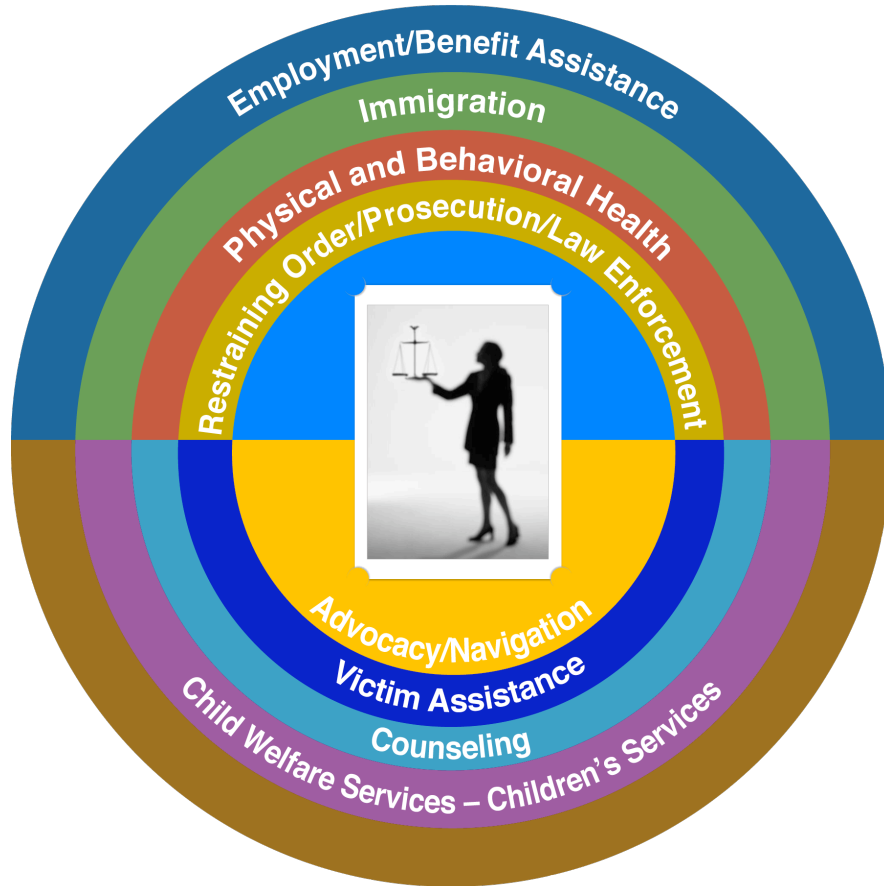 Employment/Benefit Assistance
Immigration
Physical and Behavioral Health
Restraining Order/Prosecution/Law Enforcement
Advocacy/Navigation
Victim Assistance
Counseling
Child Welfare Services – Children’s Services